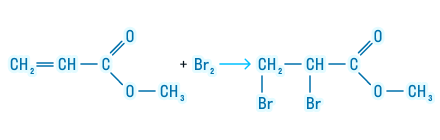 O O
CH₂=CH—C + Br₂ → CH₂—CH—C
O—CH₃ O—CH₃
Br Br